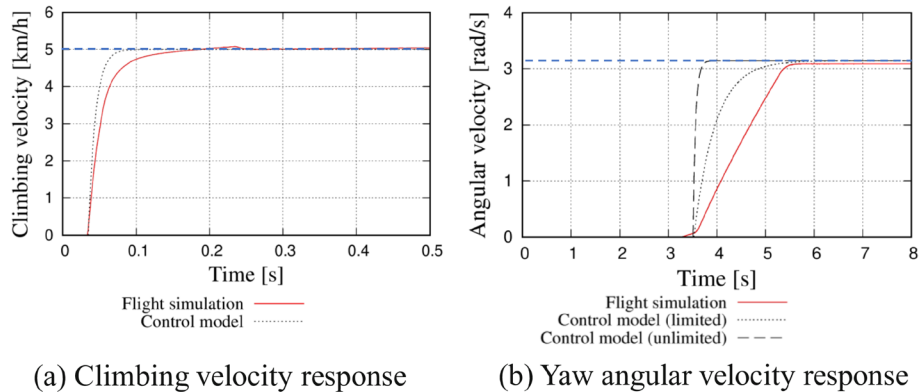 Climbing velocity [km/h]
6
5
4
3
2
1
0
0 0.1 0.2 0.3 0.4 0.5
Time [s]
Flight simulation
Control model
(a) Climbing velocity response
Angular velocity [rad/s]
4
3
2
1
0
0 1 2 3 4 5 6 7 8
Time [s]
Flight simulation
Control model (limited)
Control model (unlimited)
(b) Yaw angular velocity response